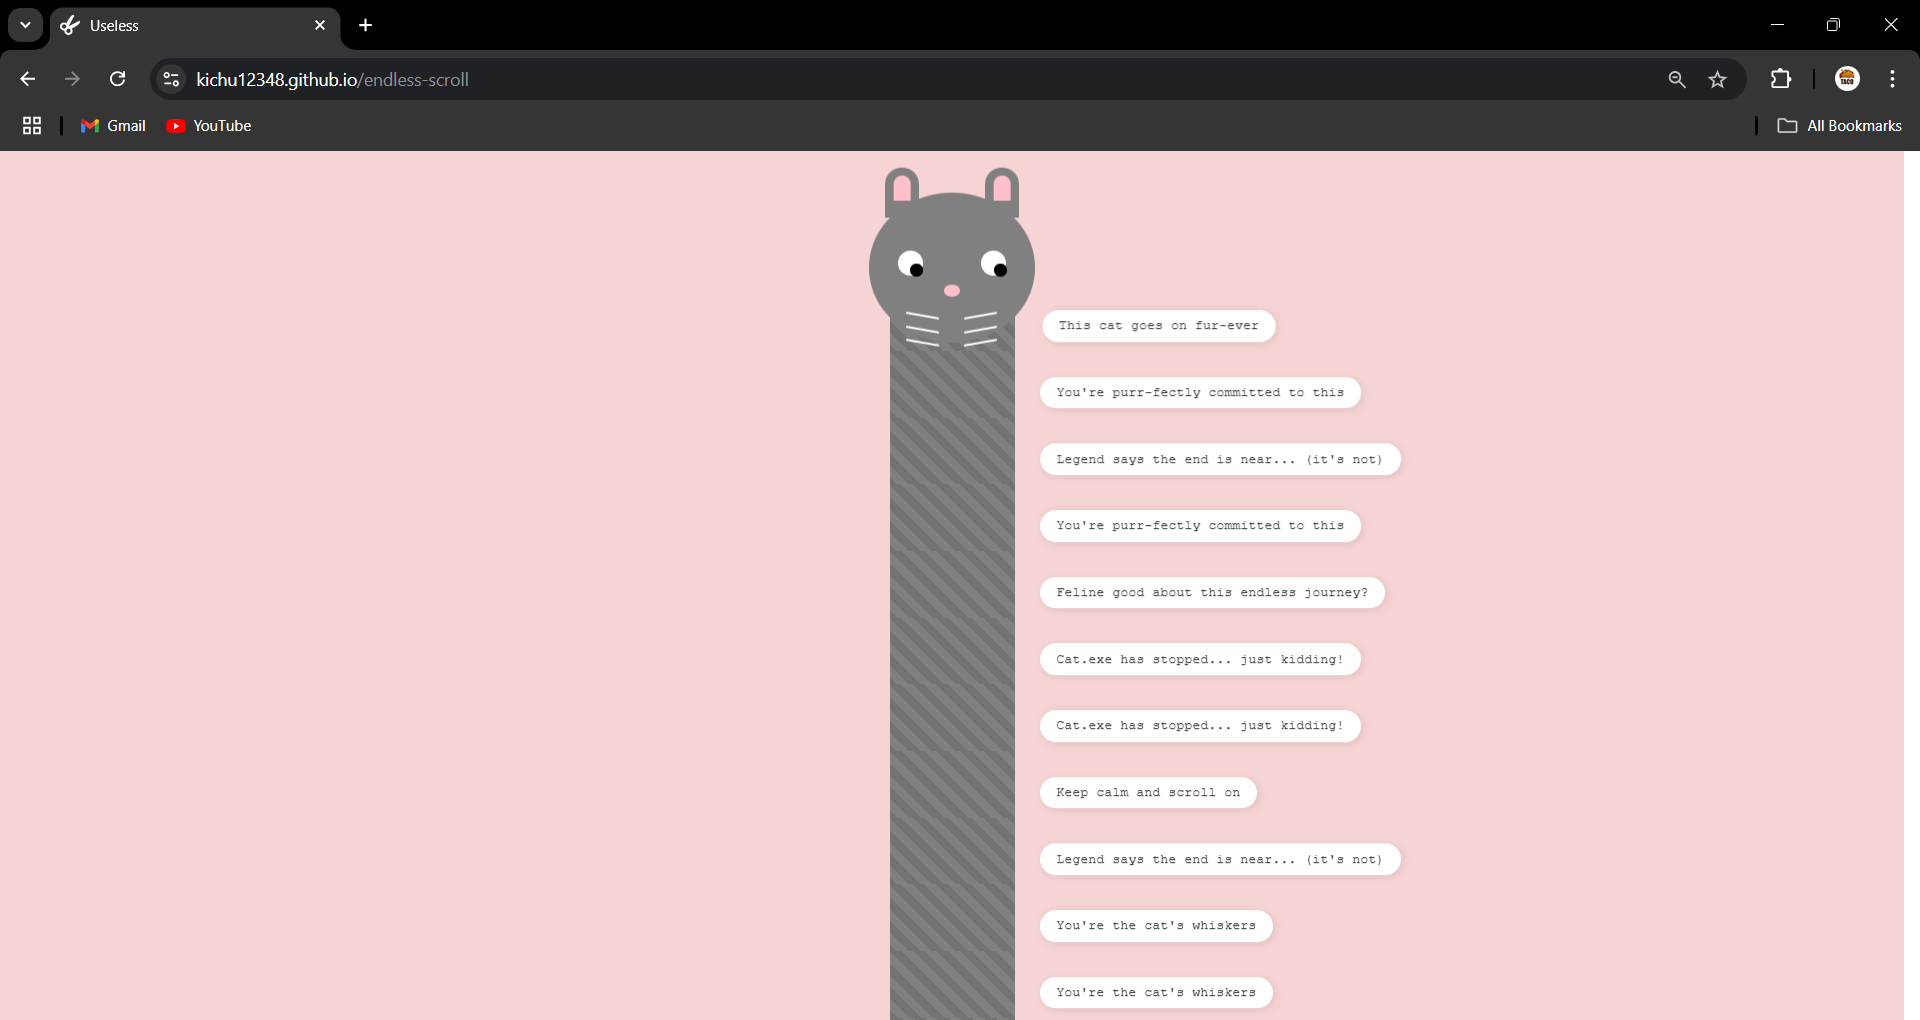 Useless
kichu12348.github.io/endless-scroll
Gmail
YouTube
All Bookmarks
TACO
This cat goes on fur-ever
You're purr-fectly committed to this
Legend says the end is near... (it's not)
You're purr-fectly committed to this
Feline good about this endless journey?
Cat.exe has stopped... just kidding!
Cat.exe has stopped... just kidding!
Keep calm and scroll on
Legend says the end is near... (it's not)
You're the cat's whiskers
You're the cat's whiskers